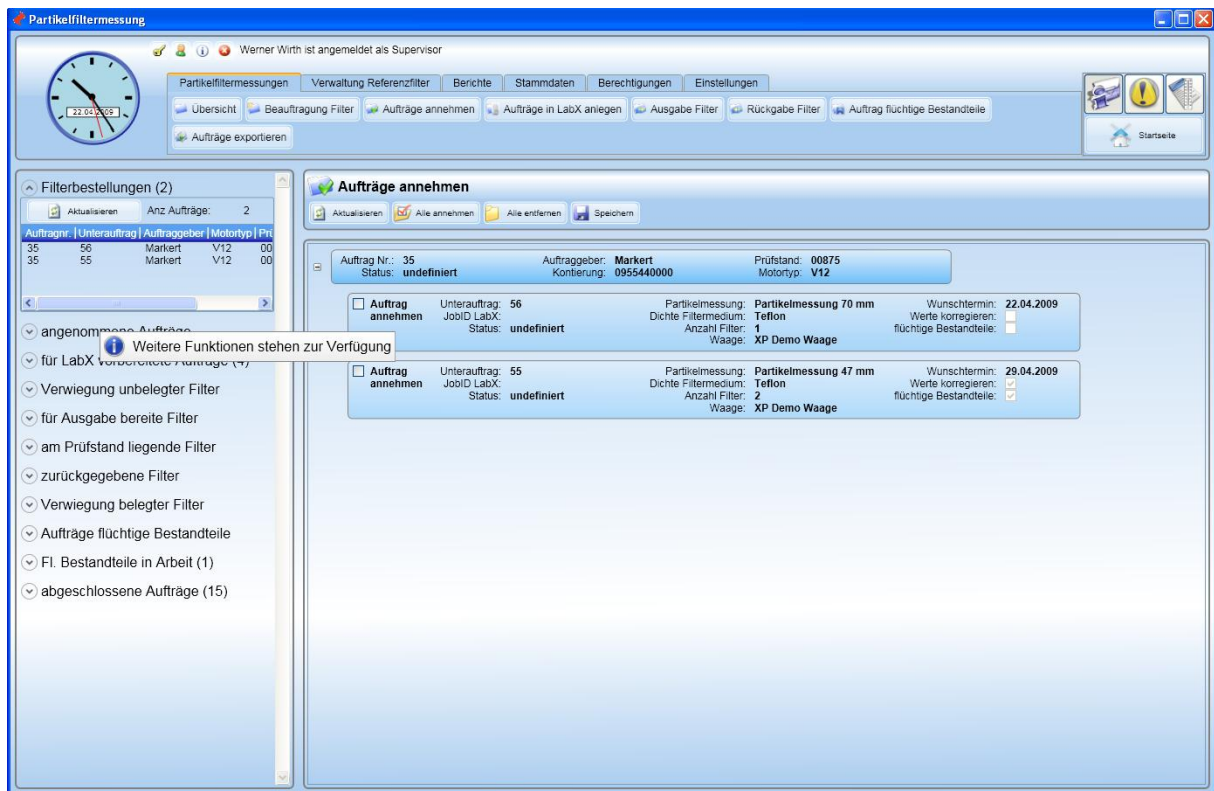 Partikelfiltermessung
Werner Wirth ist angemeldet als Supervisor
Partikelfiltermessungen Verwaltung Referenzfilter Berichte Stammdaten Berechtigungen Einstellungen
Übersicht Beauftragung Filter Aufträge annehmen Aufträge in LabX anlegen Ausgabe Filter Rückgabe Filter Auftrag flüchtige Bestandteile
Aufträge exportieren
22.04.2009
Startseite
Filterbestellungen (2)
Aktualisieren Anz Aufträge: 2
Auftragnr. Unterauftrag Auftraggeber Motortyp Prü
35 56 Markert V12 00
35 55 Markert V12 00
angenommene Aufträge
Weitere Funktionen stehen zur Verfügung
für LabX vorbereitete Aufträge (4)
Verwiegung unbelegter Filter
für Ausgabe bereite Filter
am Prüfstand liegende Filter
zurückgegebene Filter
Verwiegung belegter Filter
Aufträge flüchtige Bestandteile
Fl. Bestandteile in Arbeit (1)
abgeschlossene Aufträge (15)
Aufträge annehmen
Aktualisieren Alle annehmen Alle entfernen Speichern
Auftrag Nr.: 35 Auftraggeber: Markert Prüfstand: 00875
Status: undefiniert Kontierung: 0955440000 Motortyp: V12
Auftrag Unterauftrag: 56 Partikelmessung: Partikelmessung 70 mm Wunschtermin: 22.04.2009
annehmen JobID LabX: Dichte Filtermedium: Teflon Werte korregieren:
Status: undefiniert Anzahl Filter: 1 flüchtige Bestandteile:
Waage: XP Demo Waage
Auftrag Unterauftrag: 55 Partikelmessung: Partikelmessung 47 mm Wunschtermin: 29.04.2009
annehmen JobID LabX: Dichte Filtermedium: Teflon Werte korregieren:
Status: undefiniert Anzahl Filter: 2 flüchtige Bestandteile:
Waage: XP Demo Waage